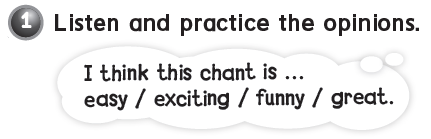 1 Listen and practice the opinions.
I think this chant is ...
easy / exciting / funny / great.